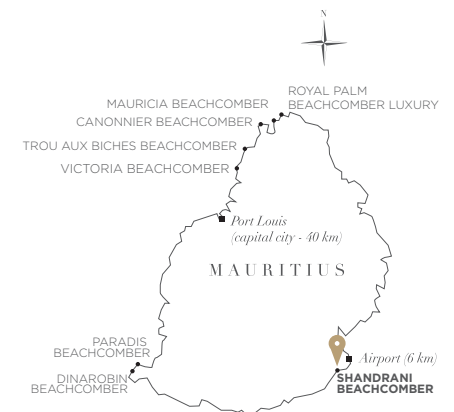 N
ROYAL PALM
BEACHCOMBER LUXURY
MAURICIA BEACHCOMBER
CANONNIER BEACHCOMBER
TROU AUX BICHES BEACHCOMBER
VICTORIA BEACHCOMBER
Port Louis
(capital city - 40 km)
MAURITIUS
PARADIS
BEACHCOMBER
DINAROBIN
BEACHCOMBER
Airport (6 km)
SHANDRANI
BEACHCOMBER